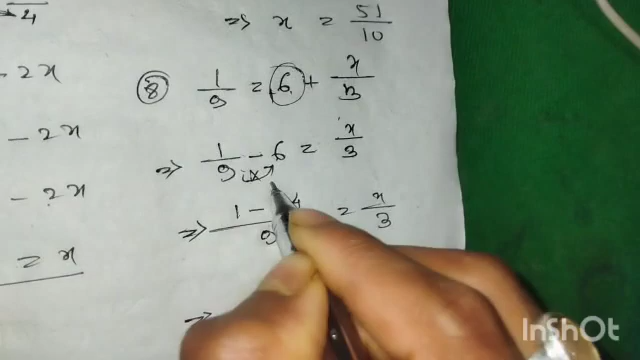 4
⇒ x = 51/10
- 2x
⑧ 1/9 = 6 + x/3
- 2x
⇒ 1/9 - 6 = x/3
- 2x
⇒ 1 - 4/9 = x/3
= x
⇒
InShOt